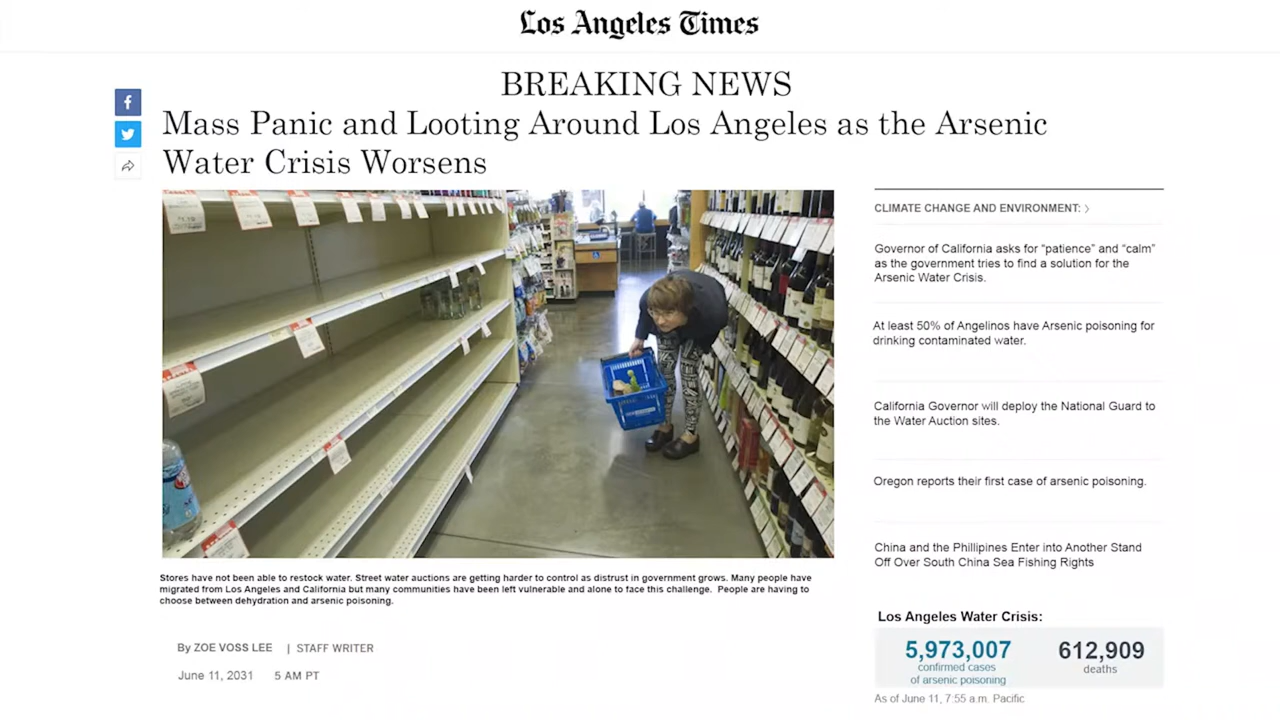 Los Angeles Times
BREAKING NEWS
Mass Panic and Looting Around Los Angeles as the Arsenic
Water Crisis Worsens
CLIMATE CHANGE AND ENVIRONMENT:
Governor of California asks for “patience” and “calm”
as the government tries to find a solution for the
Arsenic Water Crisis.
At least 50% of Angelinos have Arsenic poisoning for
drinking contaminated water.
California Governor will deploy the National Guard to
the Water Auction sites.
Oregon reports their first case of arsenic poisoning.
China and the Phillipines Enter into Another Stand
Off Over South China Sea Fishing Rights
Stores have not been able to restock water. Street water auctions are getting harder to control as distrust in government grows. Many people have
migrated from Los Angeles and California but many communities have been left vulnerable and alone to face this challenge. People are having to
choose between dehydration and arsenic poisoning.
By ZOE VOSS LEE | STAFF WRITER
June 11, 2031 5 AM PT
Los Angeles Water Crisis:
5,973,007
confirmed cases
of arsenic poisoning
612,909
deaths
As of June 11, 7:55 a.m. Pacific